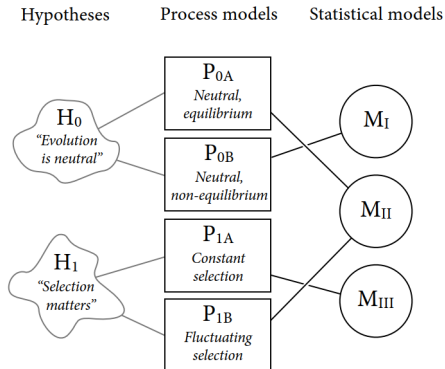 Hypotheses Process models Statistical models
P0A
Neutral,
equilibrium
H0
"Evolution
is neutral"
MI
P0B
Neutral,
non-equilibrium
MII
P1A
Constant
selection
H1
"Selection
matters"
MIII
P1B
Fluctuating
selection